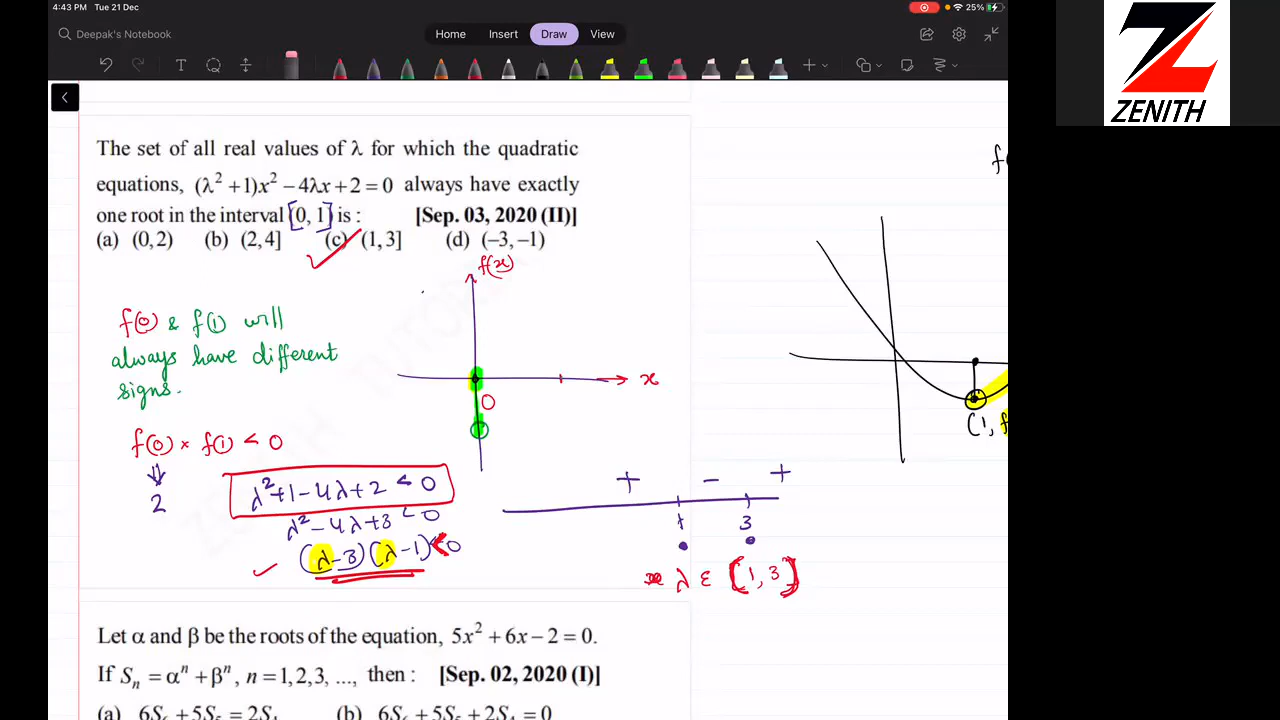 4:43 PM Tue 21 Dec
25%
Deepak's Notebook
Home Insert Draw View
ZENITH
The set of all real values of λ for which the quadratic
equations, (λ² +1)x² − 4λx + 2 = 0 always have exactly
one root in the interval [0, 1] is : [Sep. 03, 2020 (II)]
(a) (0, 2) (b) (2, 4] (c) (1, 3] (d) (−3, −1)
f(x)
f(0) & f(1) will
always have different
signs.
x
0
f(0) × f(1) < 0
2
λ²+1−4λ+2 < 0
λ²−4λ+3 < 0
(λ−3)(λ−1) < 0
+ − +
1 3
λ ε [1, 3]
(1, f
Let α and β be the roots of the equation, 5x² + 6x − 2 = 0.
If Sₙ = αⁿ + βⁿ, n = 1, 2, 3, ...., then : [Sep. 02, 2020 (I)]